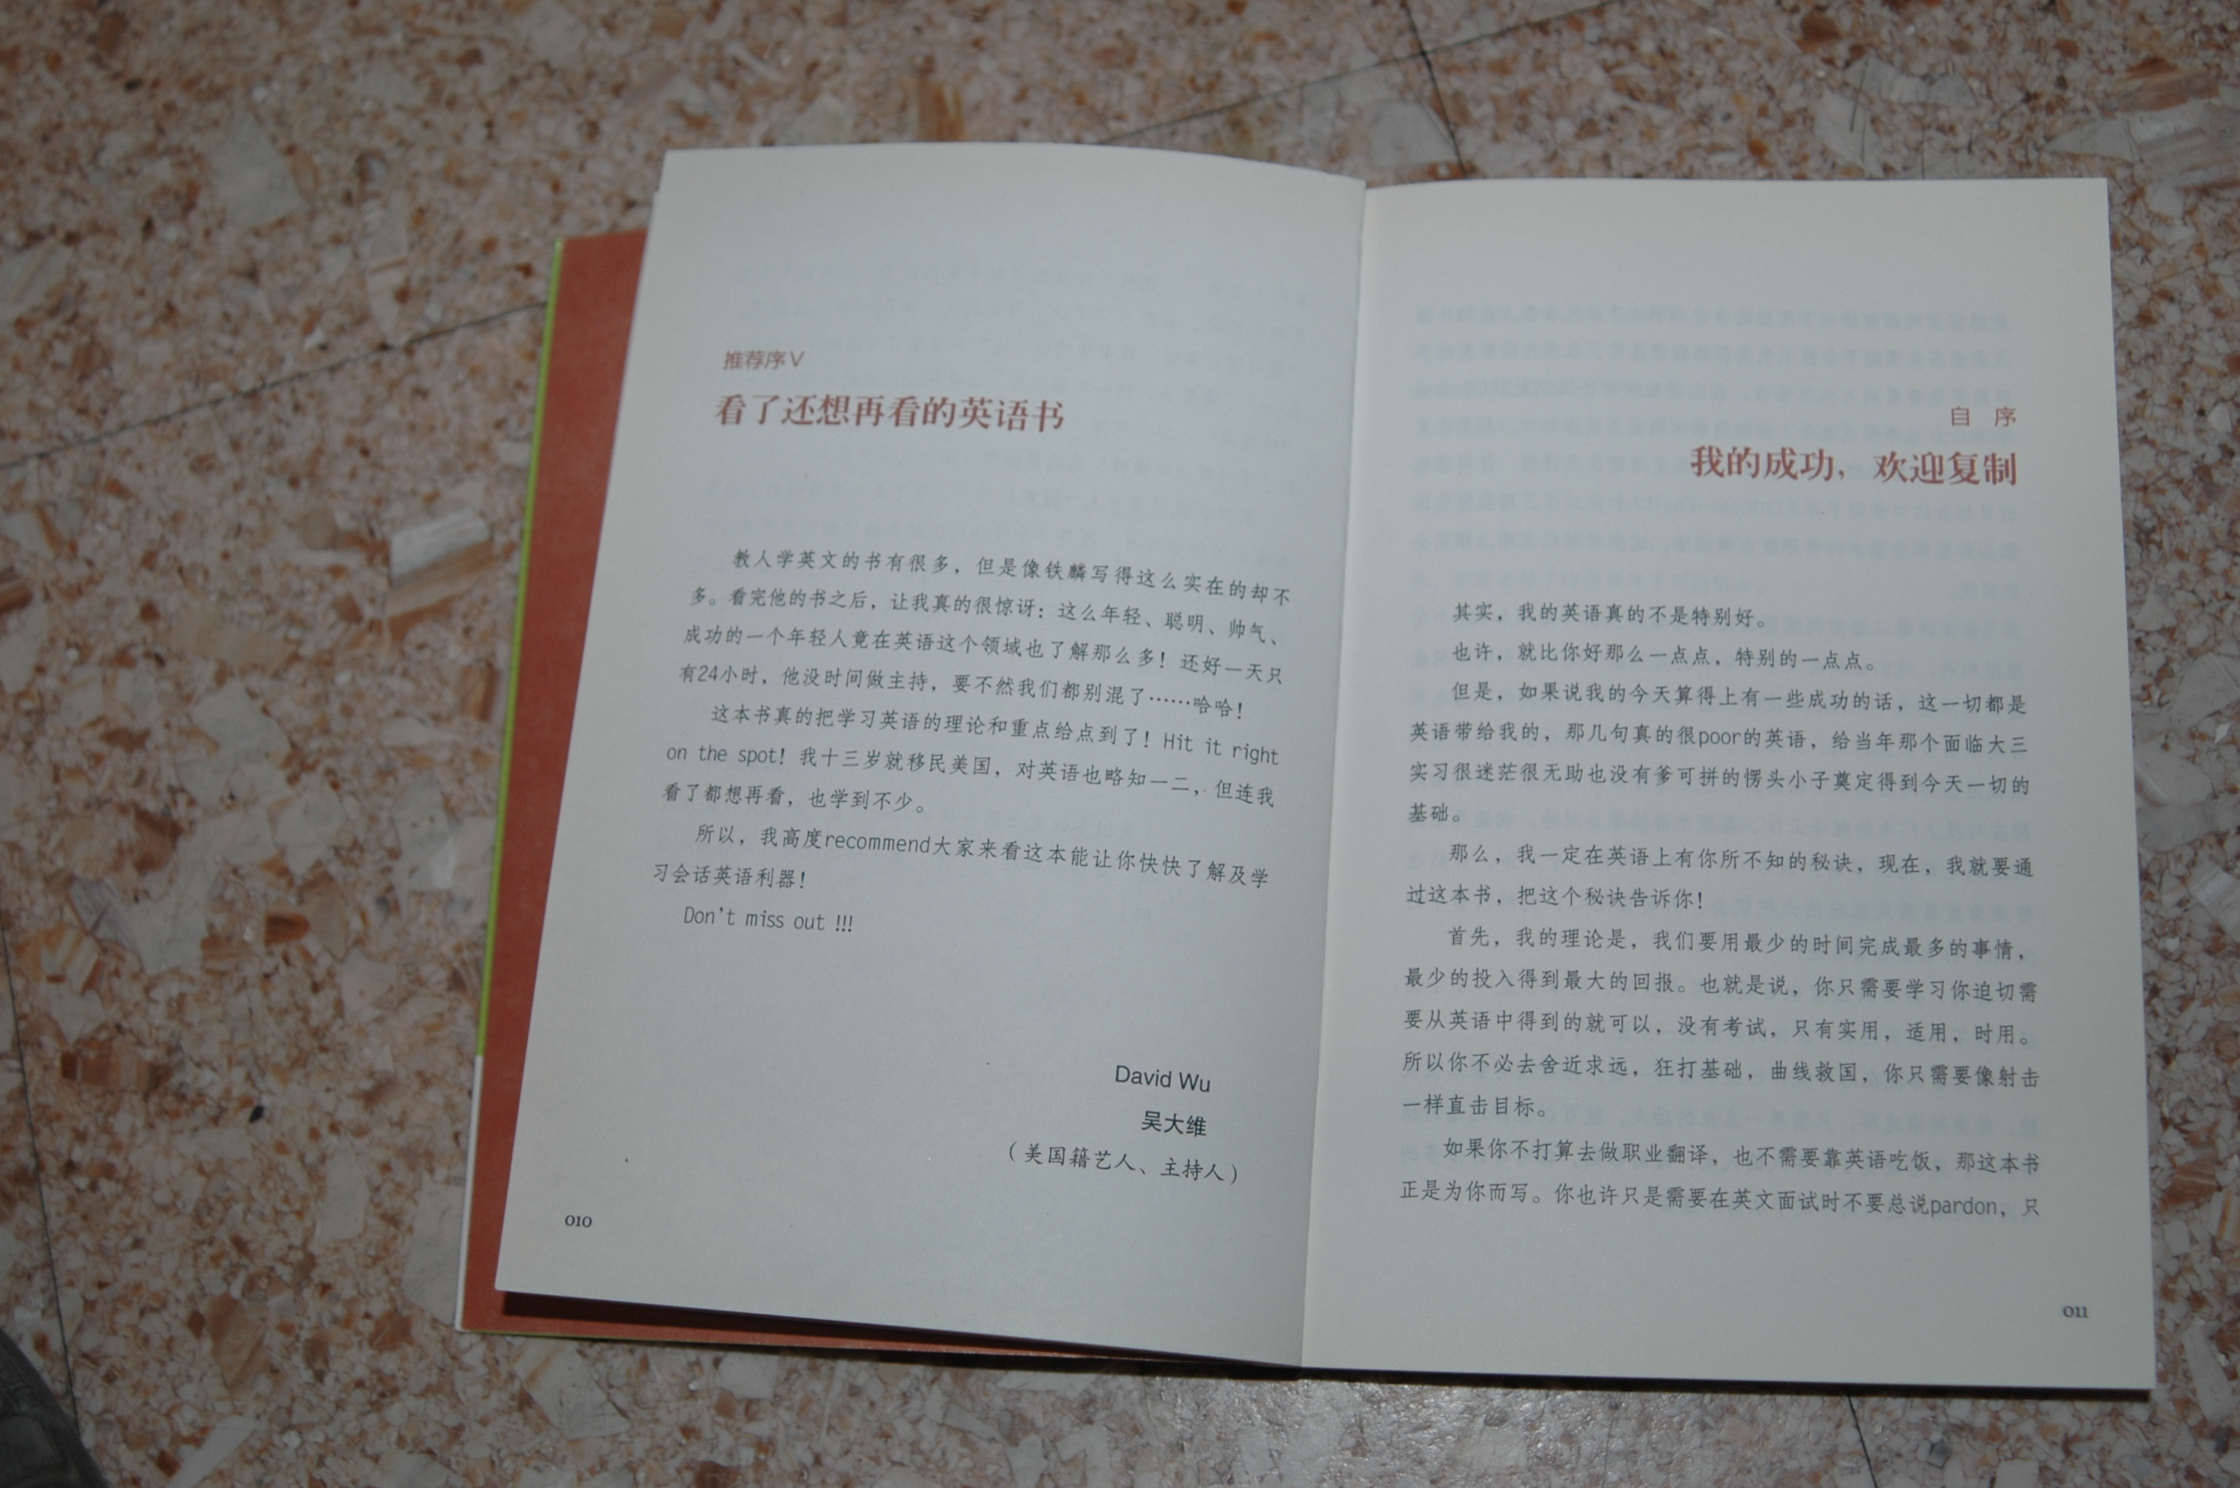 推荐序Ⅴ
看了还想再看的英语书
教人学英文的书有很多，但是像铁麟写得这么实在的却不
多。看完他的书之后，让我真的很惊讶：这么年轻、聪明、帅气、
成功的一个年轻人竟在英语这个领域也了解那么多！还好一天只
有24小时，他没时间做主持，要不然我们都别混了……哈哈！
这本书真的把学习英语的理论和重点给点到了！Hit it right
on the spot！我十三岁就移民美国，对英语也略知一二，但连我
看了都想再看，也学到不少。
所以，我高度recommend大家来看这本能让你快快了解及学
习会话英语利器！
Don't miss out !!!
David Wu
吴大维
（美国籍艺人、主持人）
010
自 序
我的成功，欢迎复制
其实，我的英语真的不是特别好。
也许，就比你好那么一点点，特别的一点点。
但是，如果说我的今天算得上有一些成功的话，这一切都是
英语带给我的，那几句真的很poor的英语，给当年那个面临大三
实习很迷茫很无助也没有爹可拼的愣头小子奠定得到今天一切的
基础。
那么，我一定在英语上有你所不知的秘诀，现在，我就要通
过这本书，把这个秘诀告诉你！
首先，我的理论是，我们要用最少的时间完成最多的事情，
最少的投入得到最大的回报。也就是说，你只需要学习你迫切需
要从英语中得到的就可以，没有考试，只有实用，适用，时用。
所以你不必去舍近求远，狂打基础，曲线救国，你只需要像射击
一样直击目标。
如果你不打算去做职业翻译，也不需要靠英语吃饭，那这本书
正是为你而写。你也许只是需要在英文面试时不要总说pardon，只
011